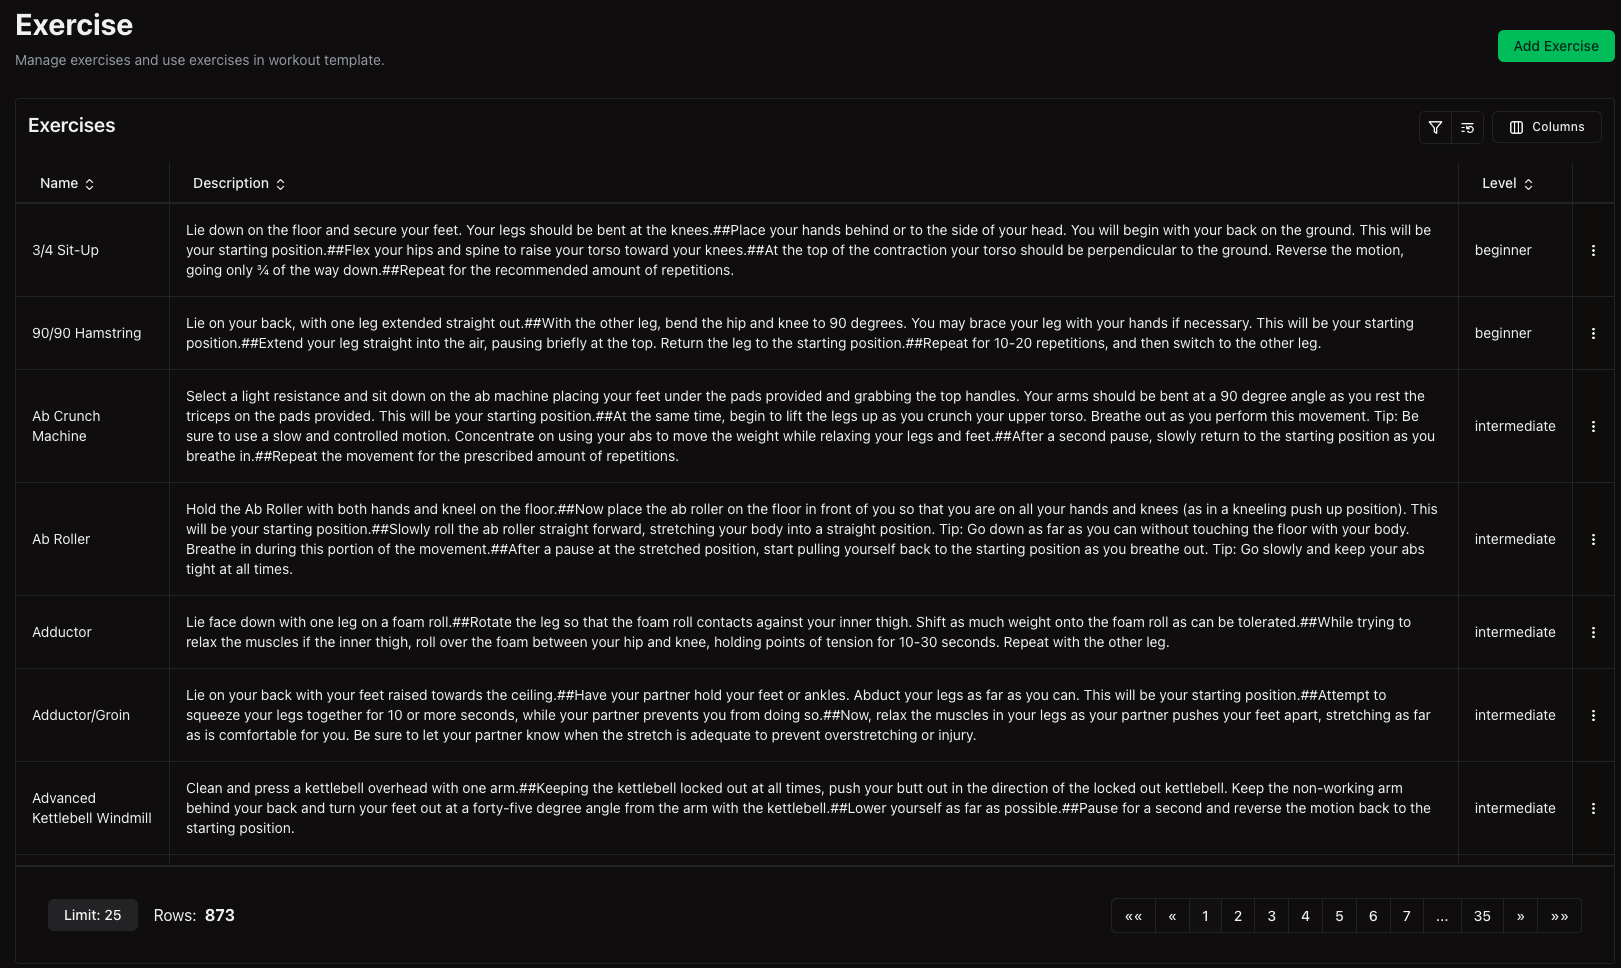 Exercise
Manage exercises and use exercises in workout template.
Add Exercise
Exercises
Columns
Name
Description
Level
3/4 Sit-Up
Lie down on the floor and secure your feet. Your legs should be bent at the knees.##Place your hands behind or to the side of your head. You will begin with your back on the ground. This will be
your starting position.##Flex your hips and spine to raise your torso toward your knees.##At the top of the contraction your torso should be perpendicular to the ground. Reverse the motion,
going only ¾ of the way down.##Repeat for the recommended amount of repetitions.
beginner
90/90 Hamstring
Lie on your back, with one leg extended straight out.##With the other leg, bend the hip and knee to 90 degrees. You may brace your leg with your hands if necessary. This will be your starting
position.##Extend your leg straight into the air, pausing briefly at the top. Return the leg to the starting position.##Repeat for 10-20 repetitions, and then switch to the other leg.
beginner
Ab Crunch
Machine
Select a light resistance and sit down on the ab machine placing your feet under the pads provided and grabbing the top handles. Your arms should be bent at a 90 degree angle as you rest the
triceps on the pads provided. This will be your starting position.##At the same time, begin to lift the legs up as you crunch your upper torso. Breathe out as you perform this movement. Tip: Be
sure to use a slow and controlled motion. Concentrate on using your abs to move the weight while relaxing your legs and feet.##After a second pause, slowly return to the starting position as you
breathe in.##Repeat the movement for the prescribed amount of repetitions.
intermediate
Ab Roller
Hold the Ab Roller with both hands and kneel on the floor.##Now place the ab roller on the floor in front of you so that you are on all your hands and knees (as in a kneeling push up position). This
will be your starting position.##Slowly roll the ab roller straight forward, stretching your body into a straight position. Tip: Go down as far as you can without touching the floor with your body.
Breathe in during this portion of the movement.##After a pause at the stretched position, start pulling yourself back to the starting position as you breathe out. Tip: Go slowly and keep your abs
tight at all times.
intermediate
Adductor
Lie face down with one leg on a foam roll.##Rotate the leg so that the foam roll contacts against your inner thigh. Shift as much weight onto the foam roll as can be tolerated.##While trying to
relax the muscles if the inner thigh, roll over the foam between your hip and knee, holding points of tension for 10-30 seconds. Repeat with the other leg.
intermediate
Adductor/Groin
Lie on your back with your feet raised towards the ceiling.##Have your partner hold your feet or ankles. Abduct your legs as far as you can. This will be your starting position.##Attempt to
squeeze your legs together for 10 or more seconds, while your partner prevents you from doing so.##Now, relax the muscles in your legs as your partner pushes your feet apart, stretching as far
as is comfortable for you. Be sure to let your partner know when the stretch is adequate to prevent overstretching or injury.
intermediate
Advanced
Kettlebell Windmill
Clean and press a kettlebell overhead with one arm.##Keeping the kettlebell locked out at all times, push your butt out in the direction of the locked out kettlebell. Keep the non-working arm
behind your back and turn your feet out at a forty-five degree angle from the arm with the kettlebell.##Lower yourself as far as possible.##Pause for a second and reverse the motion back to the
starting position.
intermediate
Limit: 25
Rows: 873
«« « 1 2 3 4 5 6 7 ... 35 » »»